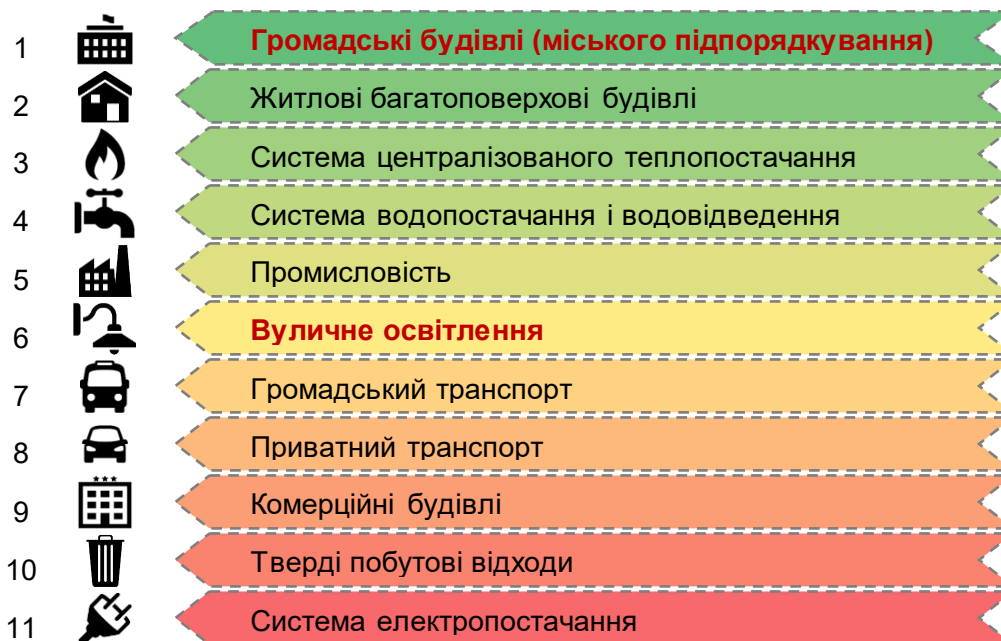 1 Громадські будівлі (міського підпорядкування)
2 Житлові багатоповерхові будівлі
3 Система централізованого теплопостачання
4 Система водопостачання і водовідведення
5 Промисловість
6 Вуличне освітлення
7 Громадський транспорт
8 Приватний транспорт
9 Комерційні будівлі
10 Тверді побутові відходи
11 Система електропостачання